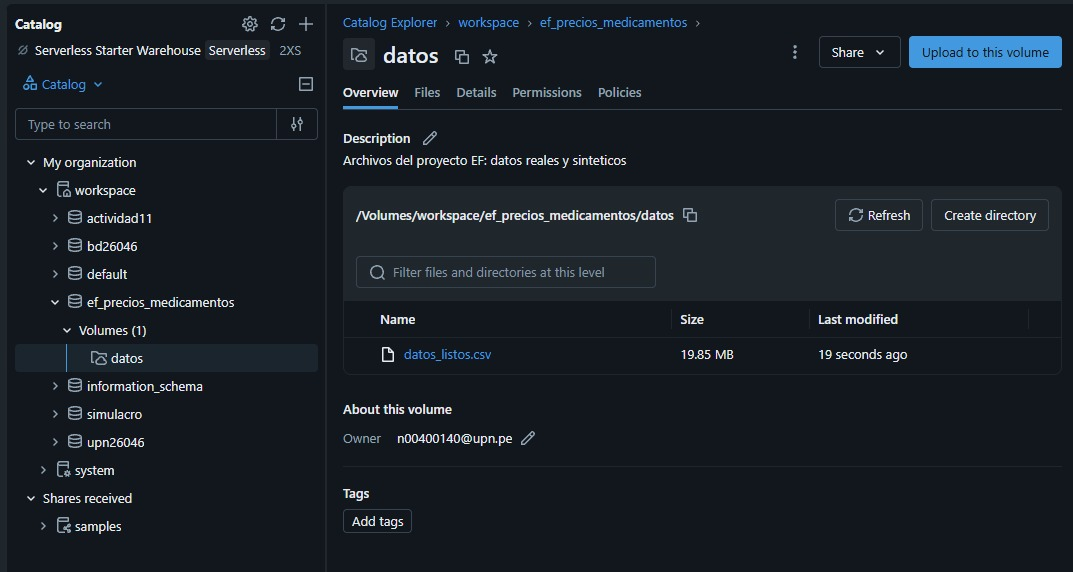 Catalog
Serverless Starter Warehouse Serverless 2XS
Catalog
Type to search
My organization
workspace
actividad11
bd26046
default
ef_precios_medicamentos
Volumes (1)
datos
information_schema
simulacro
upn26046
system
Shares received
samples
Catalog Explorer › workspace › ef_precios_medicamentos ›
datos
Share
Upload to this volume
Overview Files Details Permissions Policies
Description
Archivos del proyecto EF: datos reales y sinteticos
/Volumes/workspace/ef_precios_medicamentos/datos
Refresh
Create directory
Filter files and directories at this level
Name Size Last modified
datos_listos.csv 19.85 MB 19 seconds ago
About this volume
Owner n00400140@upn.pe
Tags
Add tags